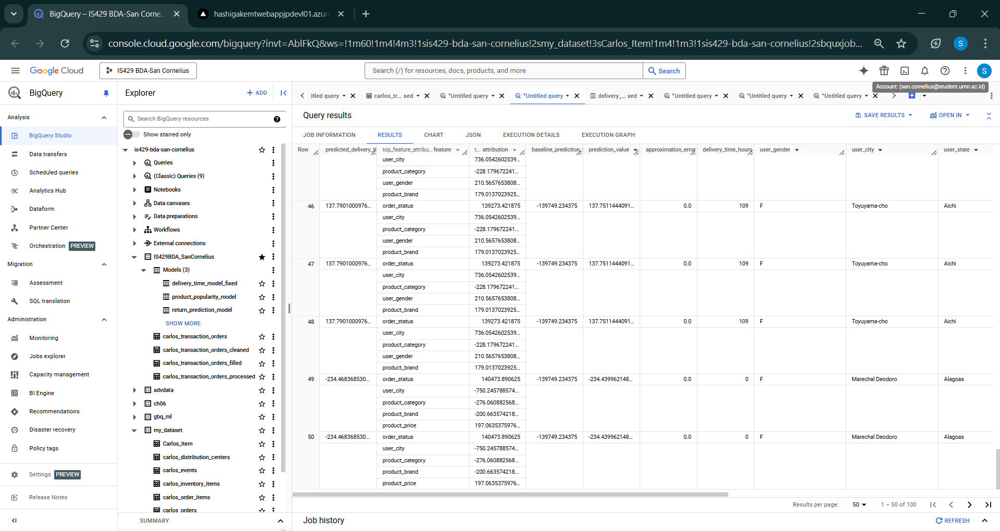 BigQuery – IS429 BDA-San Corne...
hashigakemtwebappjpdevl01.azur
console.cloud.google.com/bigquery?invt=AblFkQ&ws=!1m60!1m4!4m3!1sis429-bda-san-cornelius!2smy_dataset!3sCarlos_Item!1m4!1m3!1sis429-bda-san-cornelius!2sbquxjob...
S
Google Cloud
IS429 BDA-San Cornelius
Search (/) for resources, docs, products, and more
Search
S
Account: (san.cornelius@student.umn.ac.id)
BigQuery
Analysis
BigQuery Studio
Data transfers
Scheduled queries
Analytics Hub
Dataform
Partner Center
Orchestration PREVIEW
Migration
Assessment
SQL translation
Administration
Monitoring
Jobs explorer
Capacity management
BI Engine
Recommendations
Disaster recovery
Policy tags
Settings PREVIEW
Release Notes
Explorer
+ ADD
Search BigQuery resources
Show starred only
is429-bda-san-cornelius
Queries
(Classic) Queries (9)
Notebooks
Data canvases
Data preparations
Workflows
External connections
IS429BDA_SanCornelius
Models (3)
delivery_time_model_fixed
product_popularity_model
return_prediction_model
SHOW MORE
carlos_transaction_orders
carlos_transaction_orders_cleaned
carlos_transaction_orders_filled
carlos_transaction_orders_processed
advdata
ch06
gbq_ml
my_dataset
Carlos_Item
carlos_distribution_centers
carlos_events
carlos_inventory_items
carlos_order_items
carlos_orders
SUMMARY
:itled query
carlos_tr... sed
*Untitled query
*Untitled query
delivery_... xed
*Untitled query
*Untitled query
*Untitled query
Query results
SAVE RESULTS
OPEN IN
JOB INFORMATION RESULTS CHART JSON EXECUTION DETAILS EXECUTION GRAPH
Row predicted_delivery_ti top_feature_attribu... feature t... attribution baseline_prediction_ prediction_value approximation_error delivery_time_hours user_gender user_city user_state
user_city 736.0542602539...
product_category -228.179672241...
user_gender 210.5657653808...
product_brand 179.0137023925...
46 137.7901000976... order_status 139273.421875 -139749.234375 137.7511444091... 0.0 109 F Toyuyama-cho Aichi
user_city 736.0542602539...
product_category -228.179672241...
user_gender 210.5657653808...
product_brand 179.0137023925...
47 137.7901000976... order_status 139273.421875 -139749.234375 137.7511444091... 0.0 109 F Toyuyama-cho Aichi
user_city 736.0542602539...
product_category -228.179672241...
user_gender 210.5657653808...
product_brand 179.0137023925...
48 137.7901000976... order_status 139273.421875 -139749.234375 137.7511444091... 0.0 109 F Toyuyama-cho Aichi
user_city 736.0542602539...
product_category -228.179672241...
user_gender 210.5657653808...
product_brand 179.0137023925...
49 -234.468368530... order_status 140473.890625 -139749.234375 -234.439962148... 0.0 0 F Marechal Deodoro Alagoas
user_city -750.245788574...
product_category -276.060882568...
product_brand -200.663574218...
product_price 197.0635375976...
50 -234.468368530... order_status 140473.890625 -139749.234375 -234.439962148... 0.0 0 F Marechal Deodoro Alagoas
user_city -750.245788574...
product_category -276.060882568...
product_brand -200.663574218...
product_price 197.0635375976...
Results per page: 50 1 – 50 of 100
Job history
REFRESH